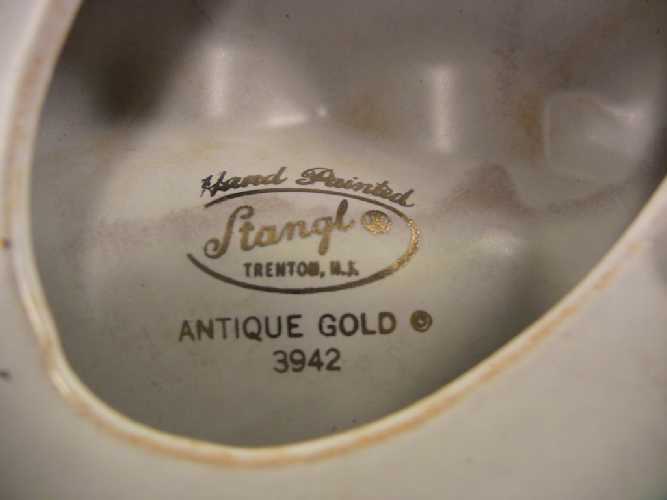 Hand Painted
Stangl
TRENTON, N.J.
ANTIQUE GOLD ©
3942